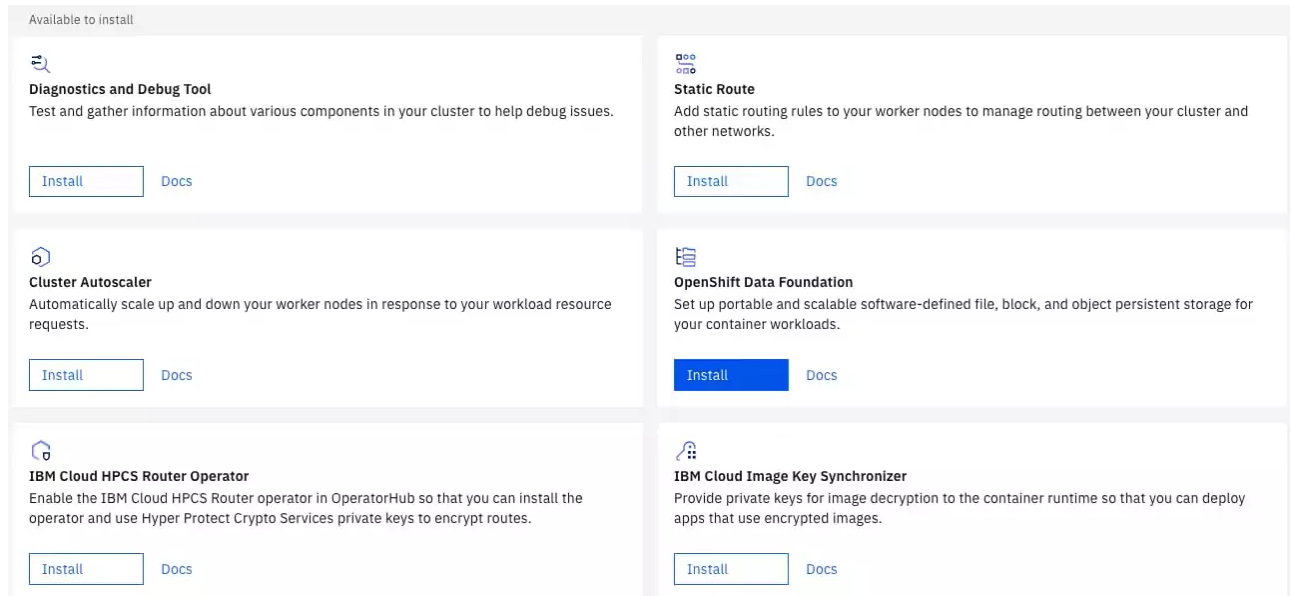 Available to install
Diagnostics and Debug Tool
Test and gather information about various components in your cluster to help debug issues.
Install Docs
Static Route
Add static routing rules to your worker nodes to manage routing between your cluster and
other networks.
Install Docs
Cluster Autoscaler
Automatically scale up and down your worker nodes in response to your workload resource
requests.
Install Docs
OpenShift Data Foundation
Set up portable and scalable software-defined file, block, and object persistent storage for
your container workloads.
Install Docs
IBM Cloud HPCS Router Operator
Enable the IBM Cloud HPCS Router operator in OperatorHub so that you can install the
operator and use Hyper Protect Crypto Services private keys to encrypt routes.
Install Docs
IBM Cloud Image Key Synchronizer
Provide private keys for image decryption to the container runtime so that you can deploy
apps that use encrypted images.
Install Docs